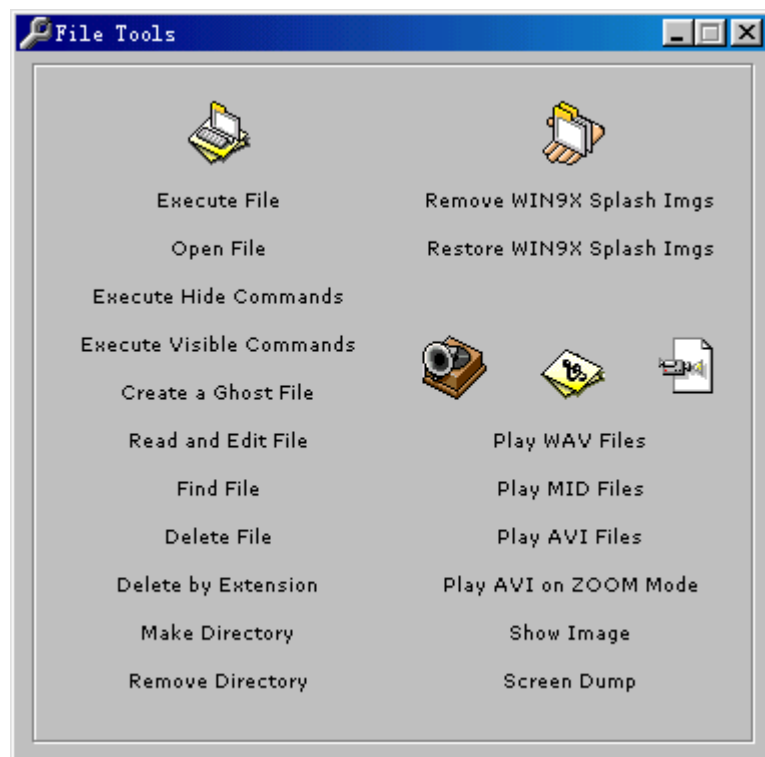 File Tools
Execute File
Open File
Execute Hide Commands
Execute Visible Commands
Create a Ghost File
Read and Edit File
Find File
Delete File
Delete by Extension
Make Directory
Remove Directory
Remove WIN9X Splash Imgs
Restore WIN9X Splash Imgs
Play WAV Files
Play MID Files
Play AVI Files
Play AVI on ZOOM Mode
Show Image
Screen Dump